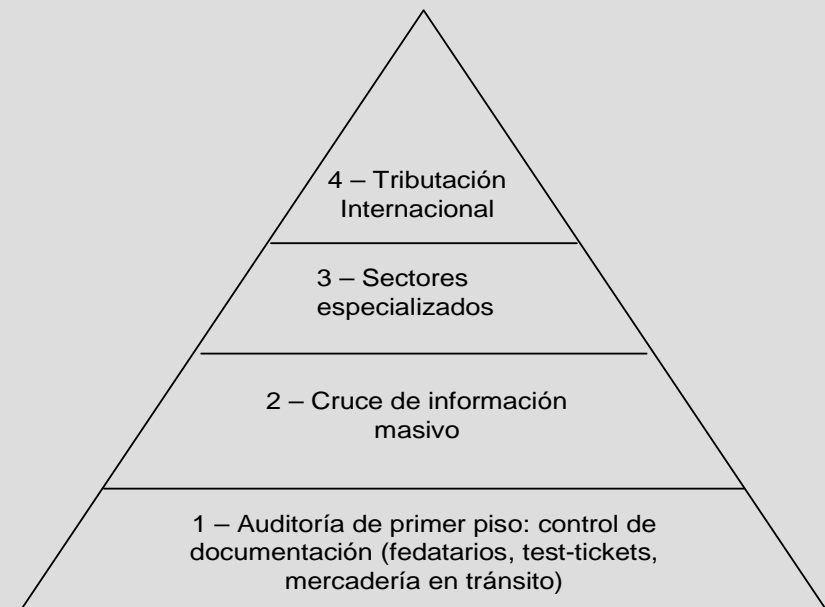 4 – Tributación
Internacional
3 – Sectores
especializados
2 – Cruce de información
masivo
1 – Auditoría de primer piso: control de
documentación (fedatarios, test-tickets,
mercadería en tránsito)